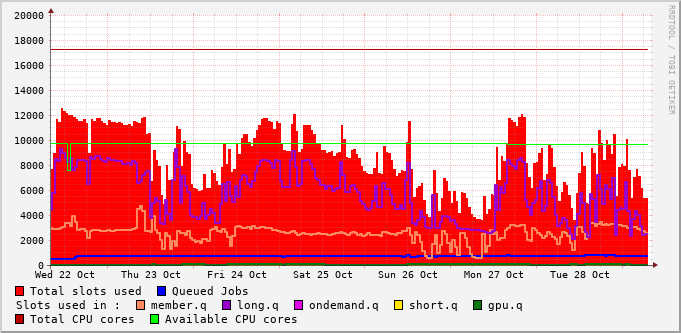 20000
18000
16000
14000
12000
10000
8000
6000
4000
2000
0
Wed 22 Oct Thu 23 Oct Fri 24 Oct Sat 25 Oct Sun 26 Oct Mon 27 Oct Tue 28 Oct
Total slots used Queued Jobs
Slots used in : member.q long.q ondemand.q short.q gpu.q
Total CPU cores Available CPU cores
RRDTOOL / TOBI OETIKER